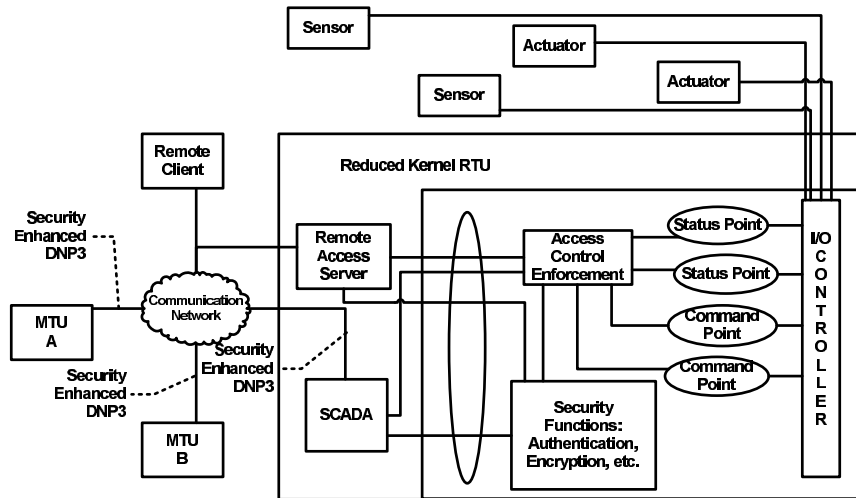 Sensor
Actuator
Actuator
Sensor
Remote
Client
Reduced Kernel RTU
Security
Enhanced
DNP3
Remote
Access
Server
Access
Control
Enforcement
Status Point
Status Point
Command
Point
Command
Point
I/O
C
O
N
T
R
O
L
L
E
R
Communication
Network
MTU
A
Security
Enhanced
DNP3
Security
Enhanced
DNP3
MTU
B
SCADA
Security
Functions:
Authentication,
Encryption, etc.